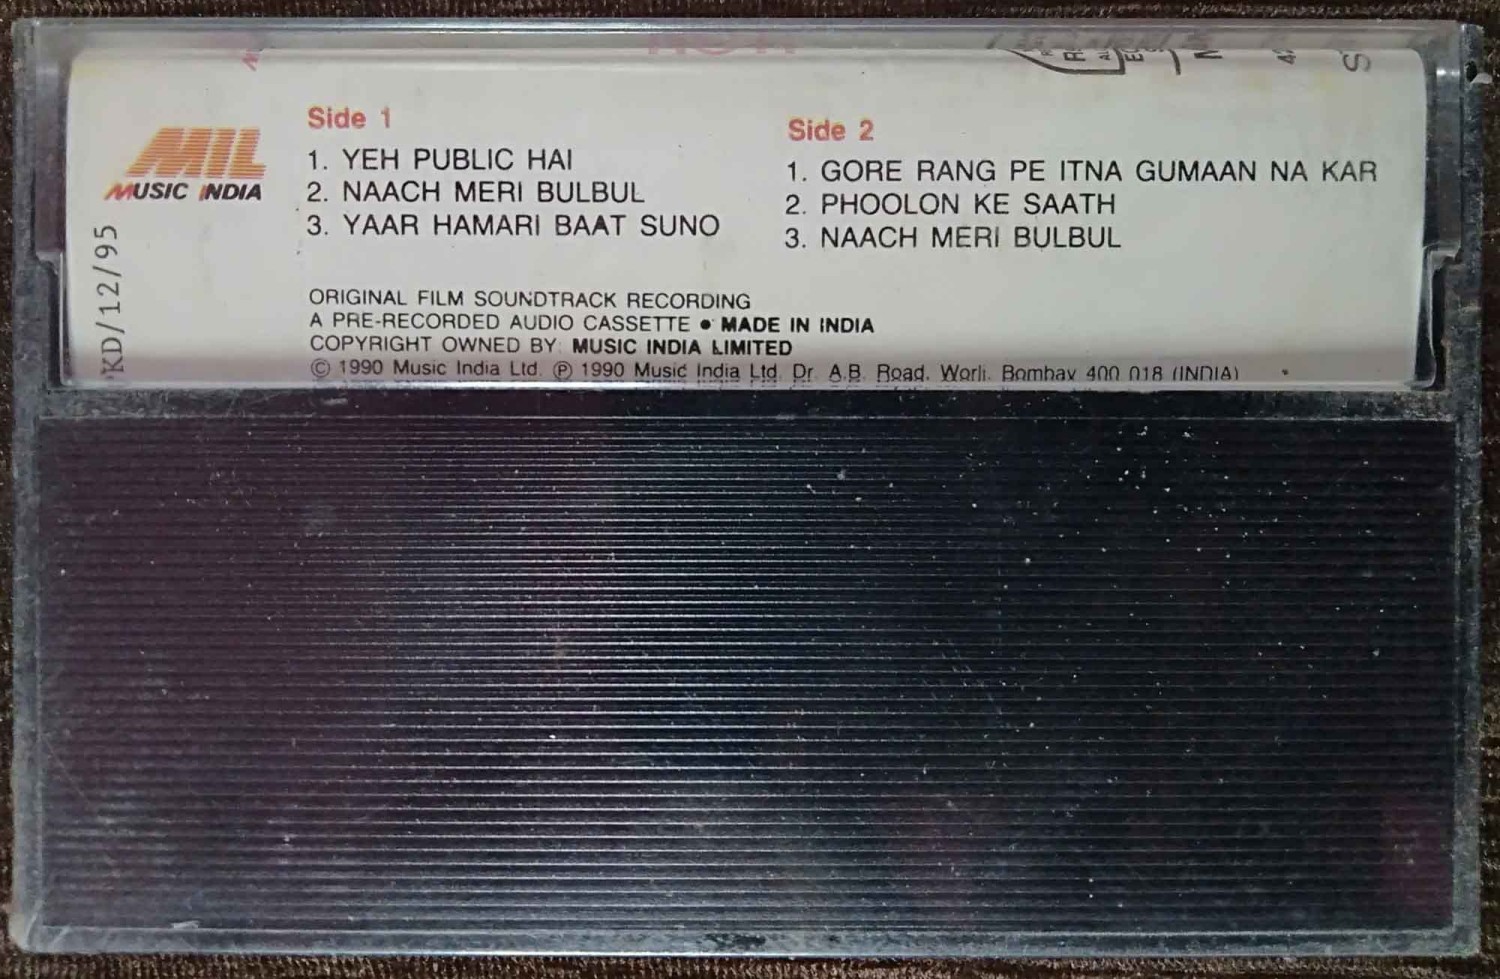 MIL
MUSIC INDIA
PKD/12/95
Side 1
1. YEH PUBLIC HAI
2. NAACH MERI BULBUL
3. YAAR HAMARI BAAT SUNO
Side 2
1. GORE RANG PE ITNA GUMAAN NA KAR
2. PHOOLON KE SAATH
3. NAACH MERI BULBUL
ORIGINAL FILM SOUNDTRACK RECORDING
A PRE-RECORDED AUDIO CASSETTE ● MADE IN INDIA
COPYRIGHT OWNED BY: MUSIC INDIA LIMITED
© 1990 Music India Ltd. ℗ 1990 Music India Ltd. Dr. A.B. Road, Worli, Bombay 400 018 (INDIA)